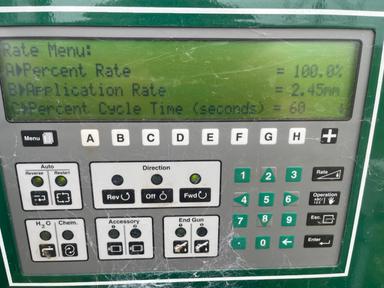 Rate Menu:
A▶Percent Rate = 100.0%
B▶Application Rate = 2.45mm
C▶Percent Cycle Time (seconds) = 60 ↓
Menu A B C D E F G H +
Auto
Reverse Restart
Direction
Rev Off Fwd
1 2 3
4 5 6
7 8 9
. 0
Rate
Operation
ABC
Esc
Enter
H2O Chem.
Accessory
End Gun